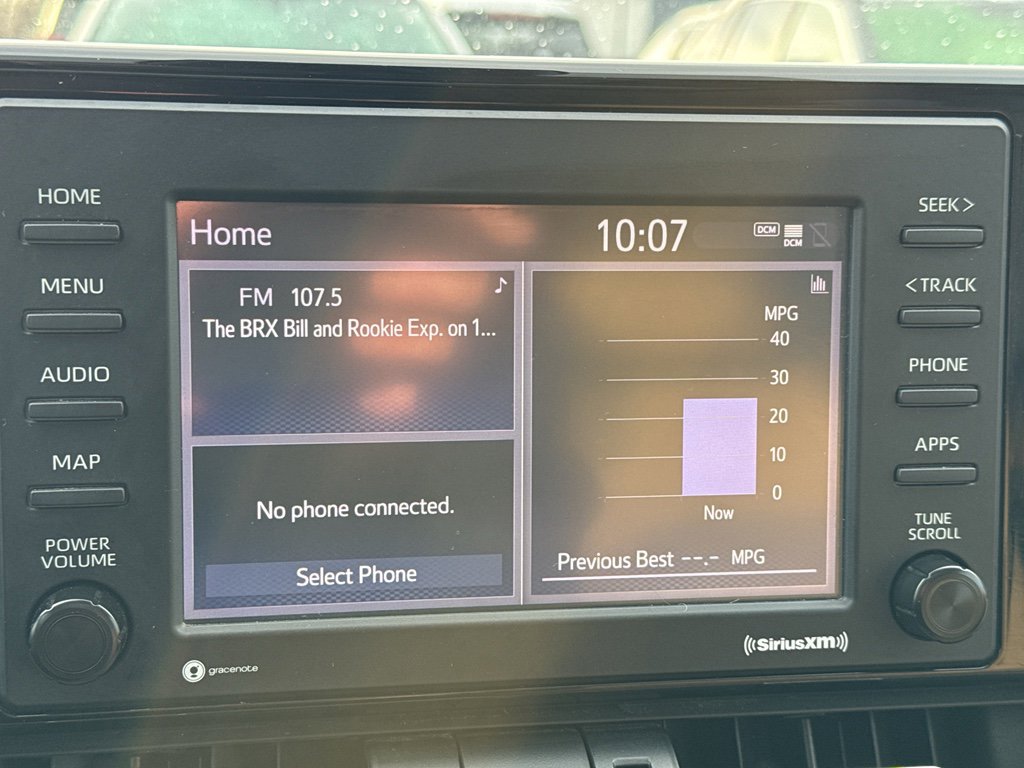 HOME
MENU
AUDIO
MAP
POWER
VOLUME
Home
10:07
DCM
DCM
FM 107.5
The BRX Bill and Rookie Exp. on 1...
No phone connected.
Select Phone
MPG
40
30
20
10
0
Now
Previous Best --.- MPG
SEEK >
< TRACK
PHONE
APPS
TUNE
SCROLL
gracenote
((SiriusXM))